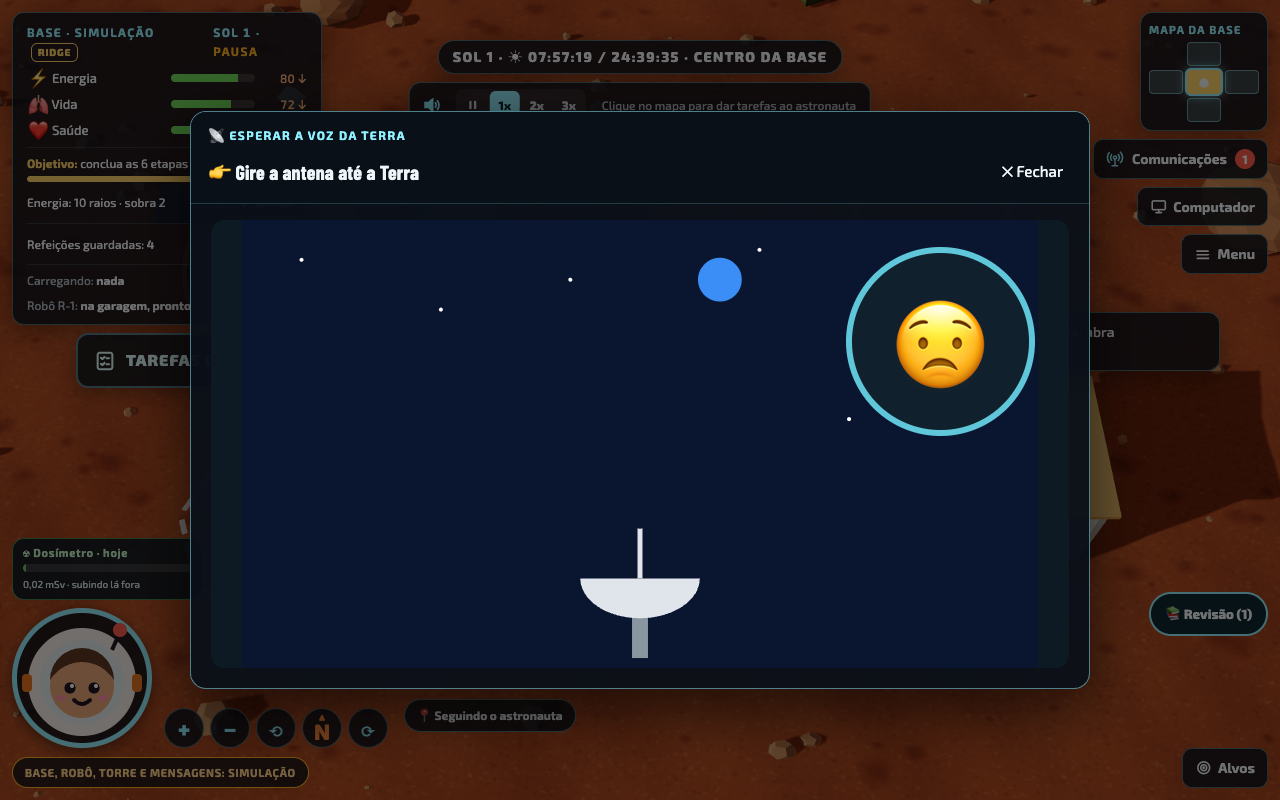 BASE · SIMULAÇÃO
RIDGE
SOL 1 · PAUSA
Energia 80 ↓
Vida 72 ↓
Saúde
Objetivo: conclua as 6 etapas
Energia: 10 raios · sobra 2
Refeições guardadas: 4
Carregando: nada
Robô R-1: na garagem, pronto
TAREFA
SOL 1 · ☀ 07:57:19 / 24:39:35 · CENTRO DA BASE
1x 2x 3x Clique no mapa para dar tarefas ao astronauta
MAPA DA BASE
Comunicações 1
Computador
Menu
ESPERAR A VOZ DA TERRA
Gire a antena até a Terra
Fechar
Dosímetro · hoje
0,02 mSv · subindo lá fora
Revisão (1)
N
Seguindo o astronauta
BASE, ROBÔ, TORRE E MENSAGENS: SIMULAÇÃO
Alvos